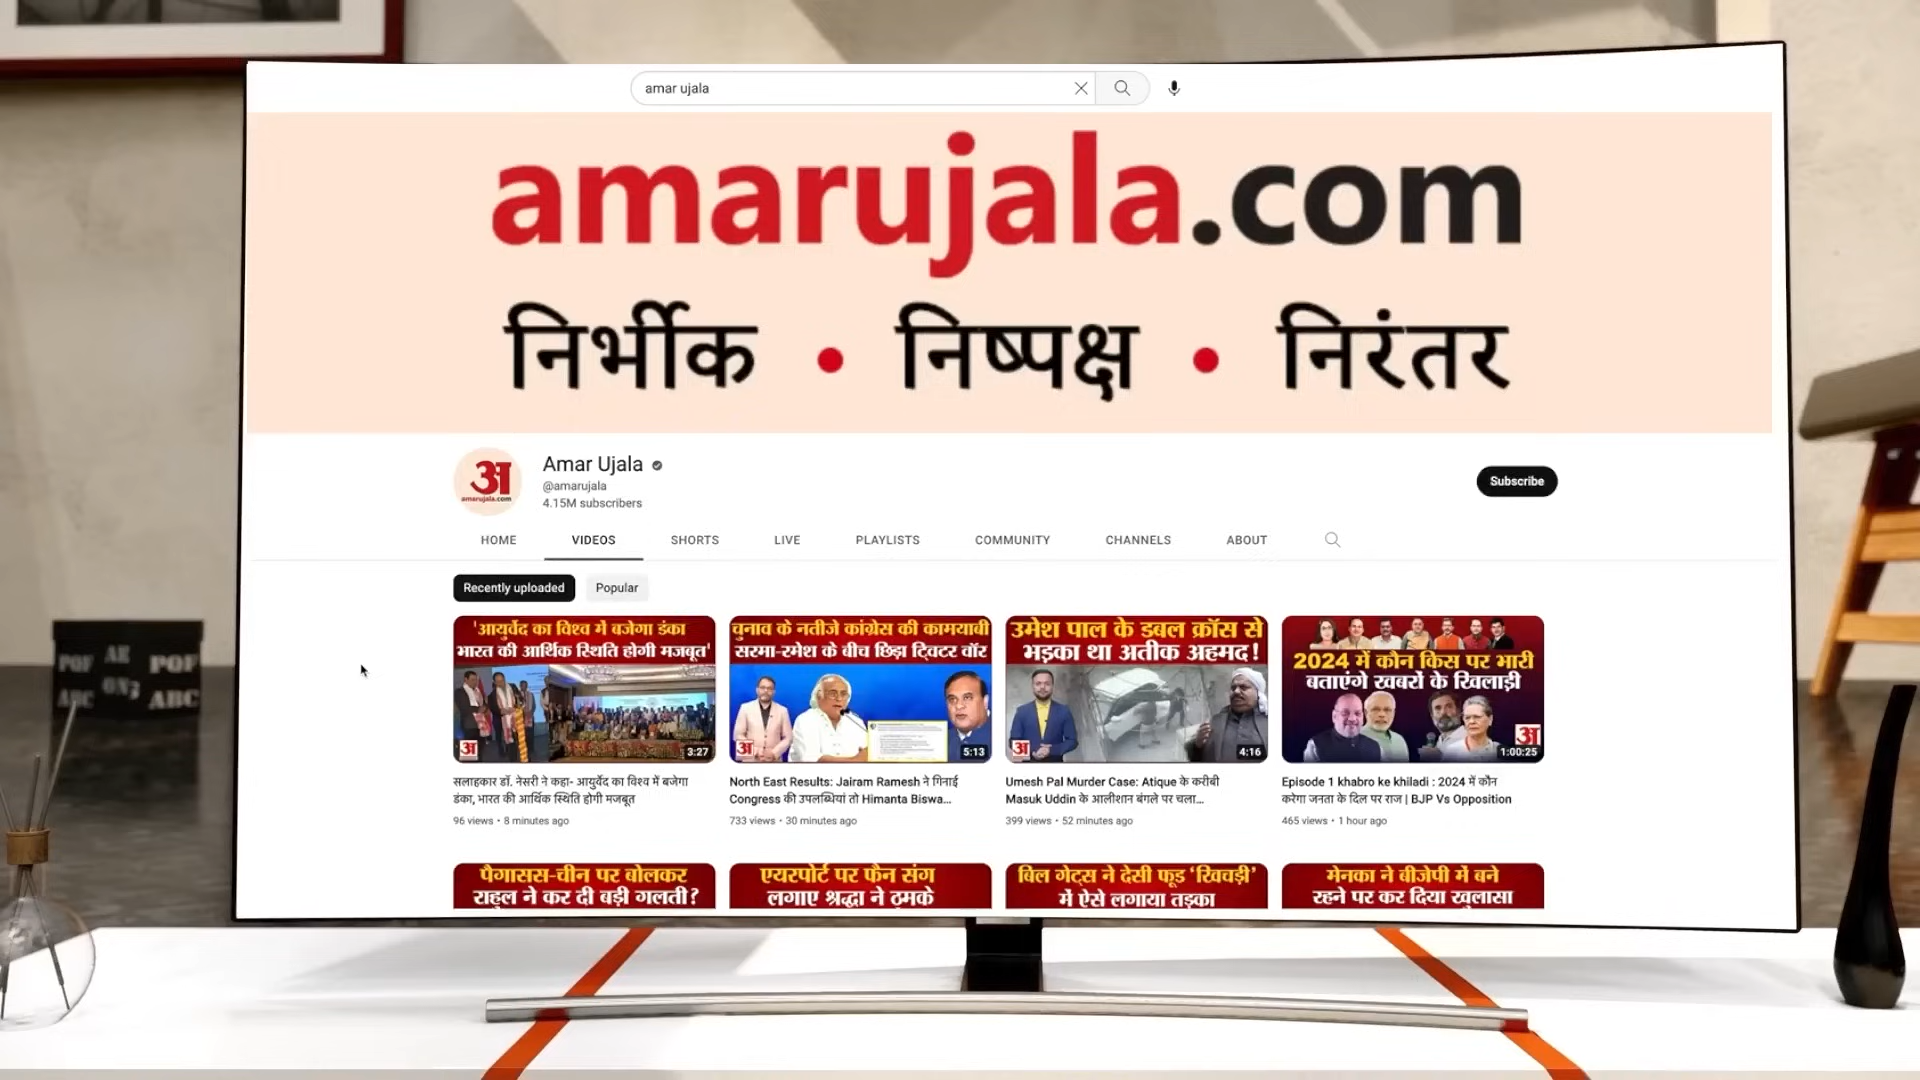 amar ujala
amarujala.com
निर्भीक • निष्पक्ष • निरंतर
अ
amarujala.com
Amar Ujala
@amarujala
4.15M subscribers
Subscribe
HOME VIDEOS SHORTS LIVE PLAYLISTS COMMUNITY CHANNELS ABOUT
Recently uploaded Popular
'आयुर्वेद का विश्व में बजेगा डंका
भारत की आर्थिक स्थिति होगी मजबूत'
अ
3:27
चुनाव के नतीजे कांग्रेस की कामयाबी
सरमा-रमेश के बीच छिड़ा ट्विटर वॉर
अ
5:13
उमेश पाल के डबल क्रॉस से
भड़का था अतीक अहमद!
अ
4:16
2024 में कौन किस पर भारी
बताएंगे खबरों के खिलाड़ी
अ
1:00:25
सलाहकार डॉ. नेसरी ने कहा- आयुर्वेद का विश्व में बजेगा
डंका, भारत की आर्थिक स्थिति होगी मजबूत
96 views • 8 minutes ago
North East Results: Jairam Ramesh ने गिनाई
Congress की उपलब्धियां तो Himanta Biswa...
733 views • 30 minutes ago
Umesh Pal Murder Case: Atique के करीबी
Masuk Uddin के आलीशान बंगले पर चला...
399 views • 52 minutes ago
Episode 1 khabro ke khiladi : 2024 में कौन
करेगा जनता के दिल पर राज | BJP Vs Opposition
465 views • 1 hour ago
पैगासस-चीन पर बोलकर
राहुल ने कर दी बड़ी गलती?
एयरपोर्ट पर फैन संग
लगाए श्रद्धा ने ठुमके
बिल गेट्स ने देसी फूड 'खिचड़ी'
में ऐसे लगाया तड़का
मेनका ने बीजेपी में बने
रहने पर कर दिया खुलासा